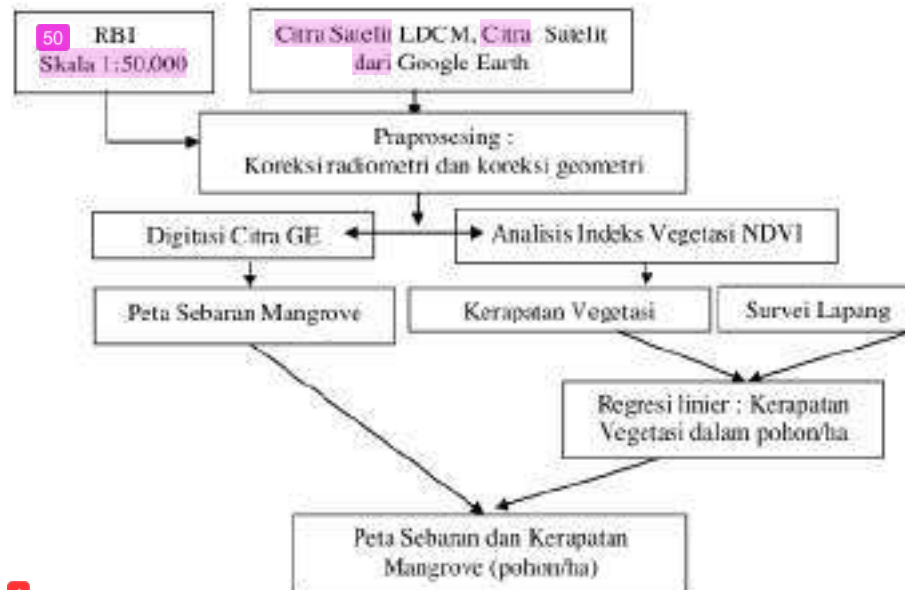 50 RBI
Skala 1:50.000
Citra Satelit LDCM, Citra Satelit
dari Google Earth
Praprosesing :
Koreksi radiometri dan koreksi geometri
Digitasi Citra GE
Analisis Indeks Vegetasi NDVI
Peta Sebaran Mangrove
Kerapatan Vegetasi
Survei Lapang
Regresi linier : Kerapatan
Vegetasi dalam pohon/ha
Peta Sebaran dan Kerapatan
Mangrove (pohon/ha)